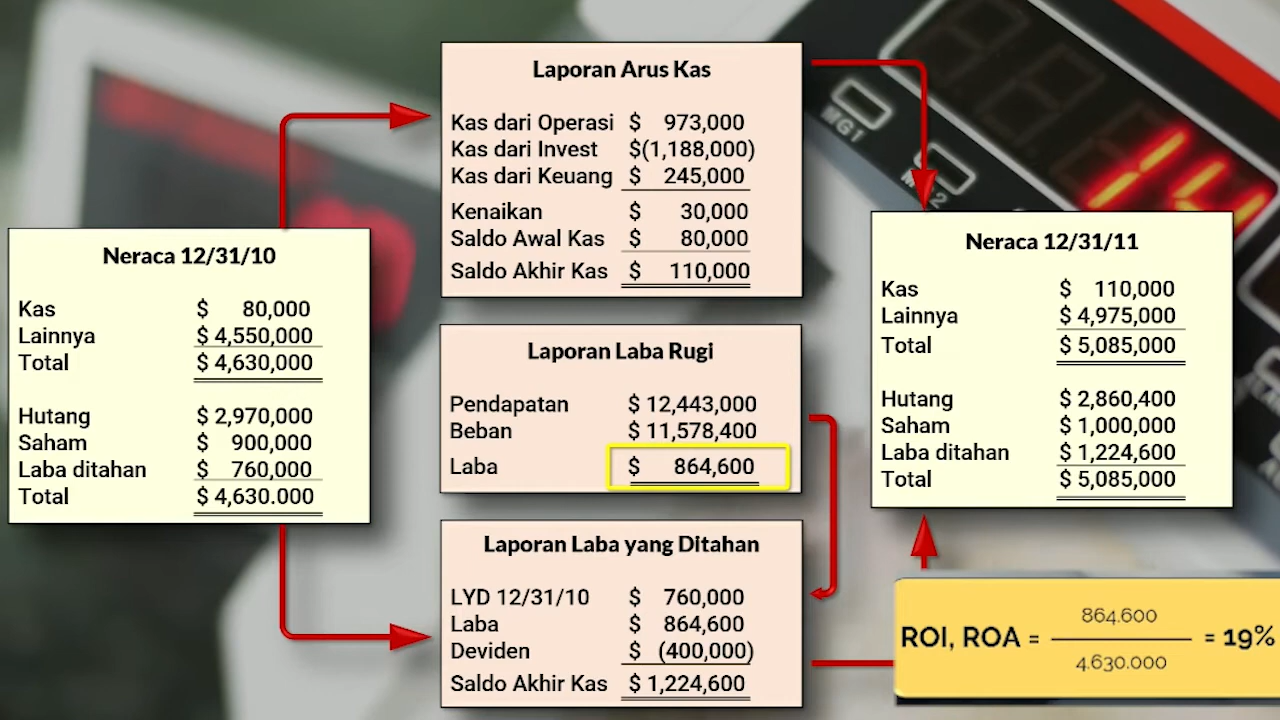 Neraca 12/31/10
Kas $ 80,000
Lainnya $ 4,550,000
Total $ 4,630,000
Hutang $ 2,970,000
Saham $ 900,000
Laba ditahan $ 760,000
Total $ 4,630.000
Laporan Arus Kas
Kas dari Operasi $ 973,000
Kas dari Invest $(1,188,000)
Kas dari Keuang $ 245,000
Kenaikan $ 30,000
Saldo Awal Kas $ 80,000
Saldo Akhir Kas $ 110,000
Laporan Laba Rugi
Pendapatan $ 12,443,000
Beban $ 11,578,400
Laba $ 864,600
Laporan Laba yang Ditahan
LYD 12/31/10 $ 760,000
Laba $ 864,600
Deviden $ (400,000)
Saldo Akhir Kas $ 1,224,600
Neraca 12/31/11
Kas $ 110,000
Lainnya $ 4,975,000
Total $ 5,085,000
Hutang $ 2,860,400
Saham $ 1,000,000
Laba ditahan $ 1,224,600
Total $ 5,085,000
864.600
ROI, ROA = = 19%
4.630.000
MG1
14